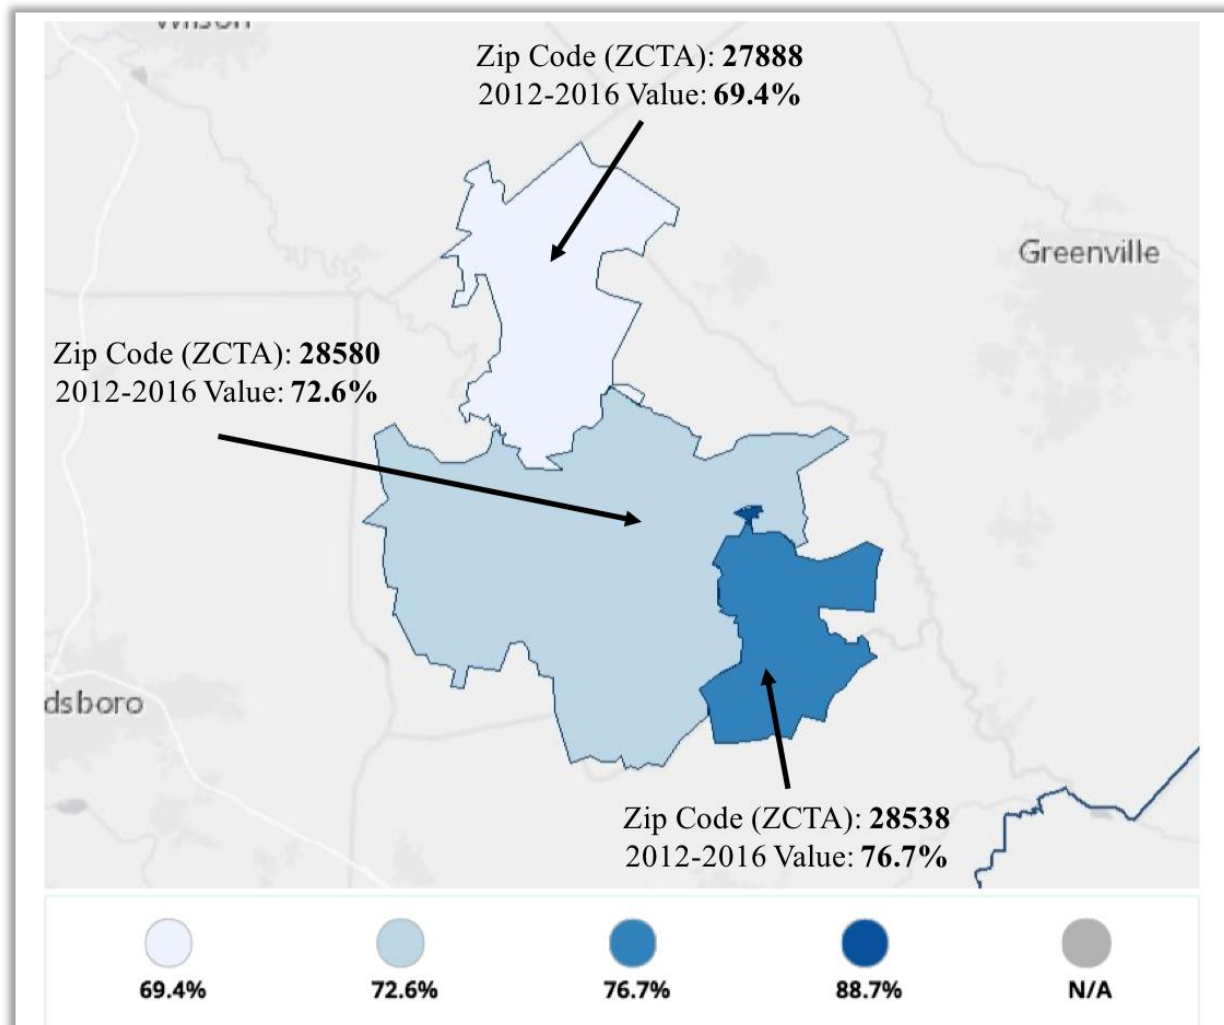 Wilson
Zip Code (ZCTA): 27888
2012-2016 Value: 69.4%
Greenville
Zip Code (ZCTA): 28580
2012-2016 Value: 72.6%
dsboro
Zip Code (ZCTA): 28538
2012-2016 Value: 76.7%
69.4%
72.6%
76.7%
88.7%
N/A